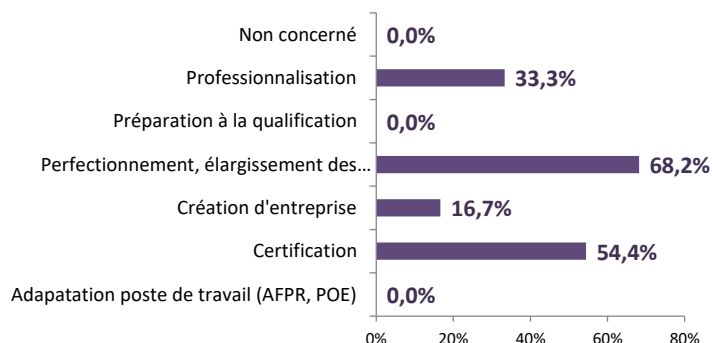 Non concerné 0,0%
Professionnalisation 33,3%
Préparation à la qualification 0,0%
Perfectionnement, élargissement des... 68,2%
Création d'entreprise 16,7%
Certification 54,4%
Adapatation poste de travail (AFPR, POE) 0,0%
0% 20% 40% 60% 80%